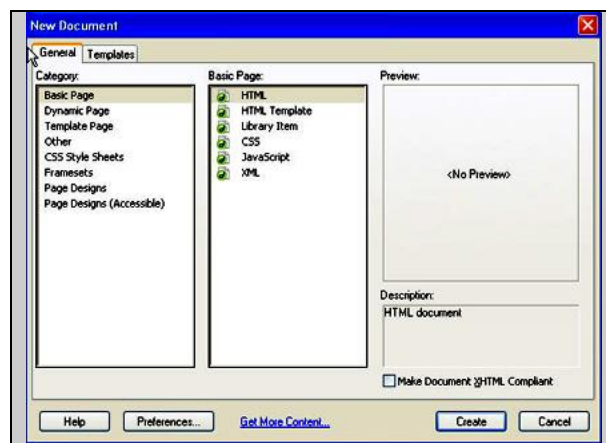 New Document
General Templates
Category:
Basic Page
Dynamic Page
Template Page
Other
CSS Style Sheets
Framesets
Page Designs
Page Designs (Accessible)
Basic Page:
HTML
HTML Template
Library Item
CSS
JavaScript
XML
Preview:
<No Preview>
Description:
HTML document
Make Document XHTML Compliant
Help Preferences... Get More Content... Create Cancel